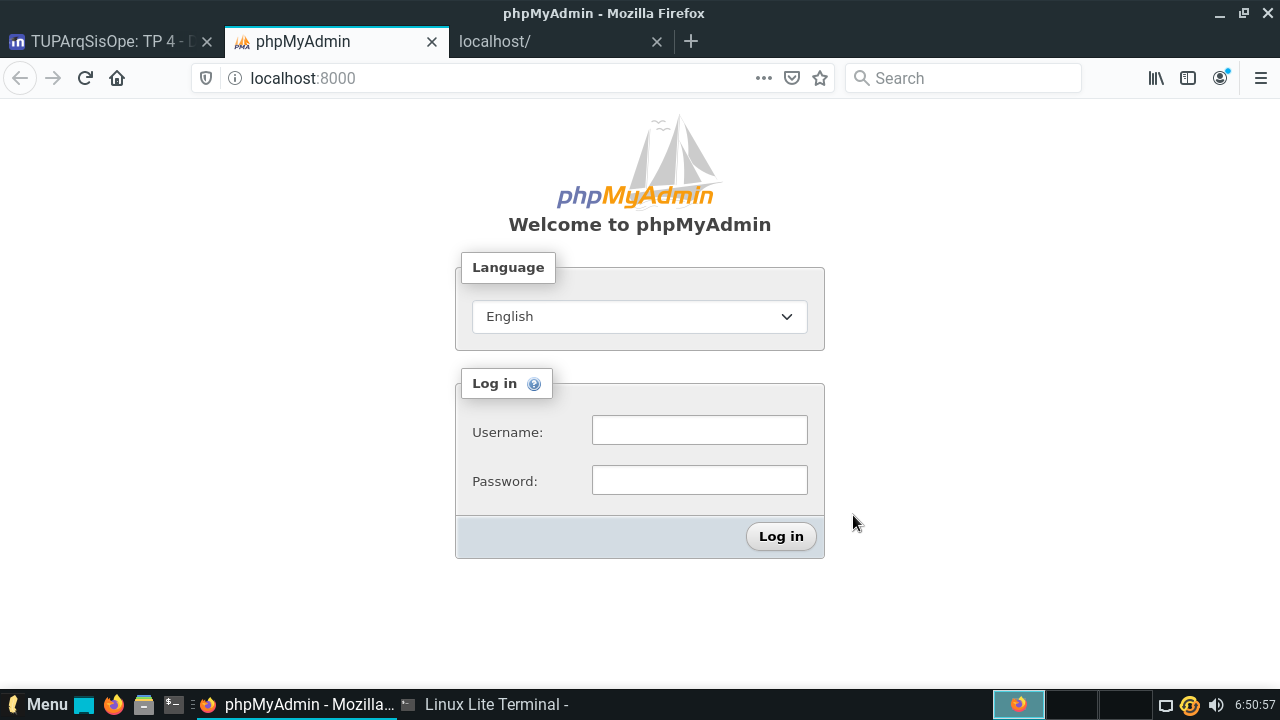 phpMyAdmin - Mozilla Firefox
TUPArqSisOpe: TP 4 - D
phpMyAdmin
localhost/
localhost:8000
Search
PMA
phpMyAdmin
Welcome to phpMyAdmin
Language
English
Log in
Username:
Password:
Log in
Menu
phpMyAdmin - Mozilla...
Linux Lite Terminal -
6:50:57